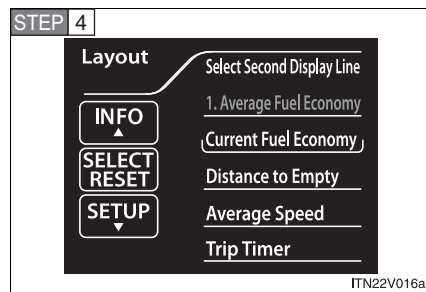 STEP 4
Layout
Select Second Display Line
1. Average Fuel Economy
INFO
Current Fuel Economy
SELECT
RESET
Distance to Empty
SETUP
Average Speed
Trip Timer
ITN22V016a